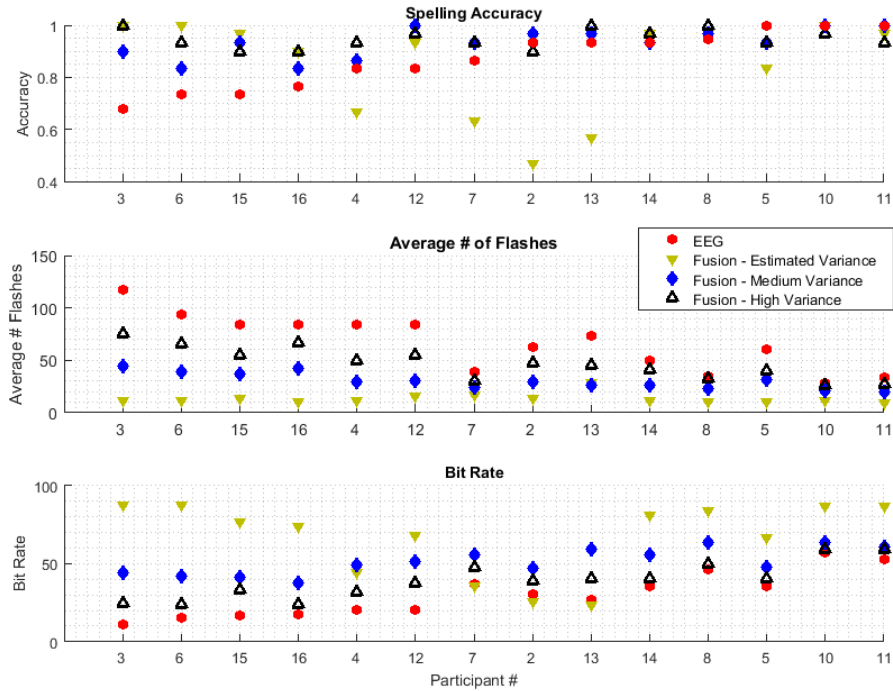 Spelling Accuracy
Accuracy
1
0.8
0.6
0.4
3 6 15 16 4 12 7 2 13 14 8 5 10 11
Average # of Flashes
Average # Flashes
150
100
50
0
EEG
Fusion - Estimated Variance
Fusion - Medium Variance
Fusion - High Variance
3 6 15 16 4 12 7 2 13 14 8 5 10 11
Bit Rate
Bit Rate
100
50
0
3 6 15 16 4 12 7 2 13 14 8 5 10 11
Participant #